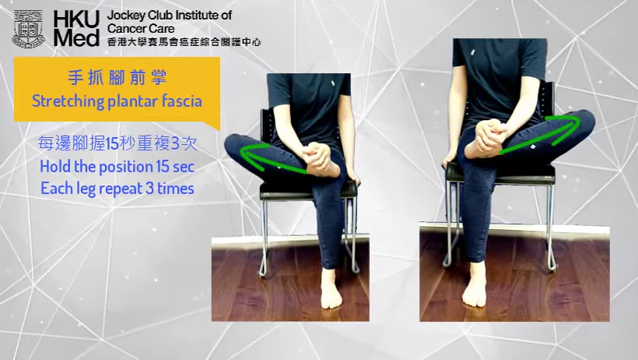 HKU
Med
Jockey Club Institute of
Cancer Care
香港大學賽馬會癌症綜合關護中心
手抓腳前掌
Stretching plantar fascia
每邊腳握15秒重複3次
Hold the position 15 sec
Each leg repeat 3 times